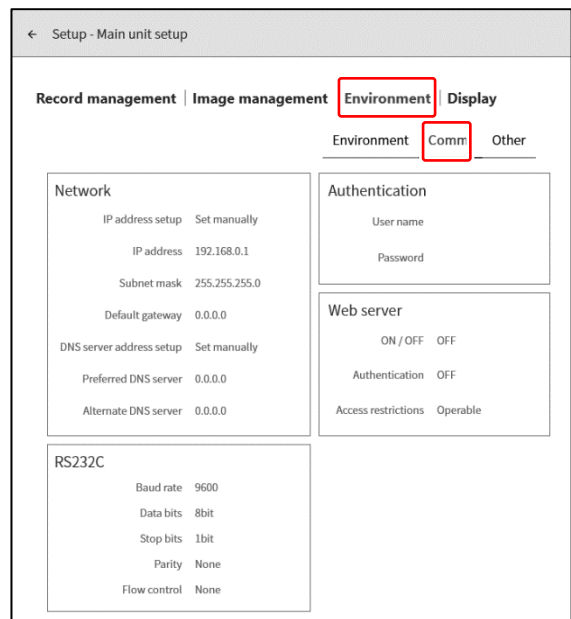 ← Setup - Main unit setup
Record management | Image management Environment | Display
Environment Comm Other
Network
IP address setup Set manually
IP address 192.168.0.1
Subnet mask 255.255.255.0
Default gateway 0.0.0.0
DNS server address setup Set manually
Preferred DNS server 0.0.0.0
Alternate DNS server 0.0.0.0
Authentication
User name
Password
Web server
ON / OFF OFF
Authentication OFF
Access restrictions Operable
RS232C
Baud rate 9600
Data bits 8bit
Stop bits 1bit
Parity None
Flow control None